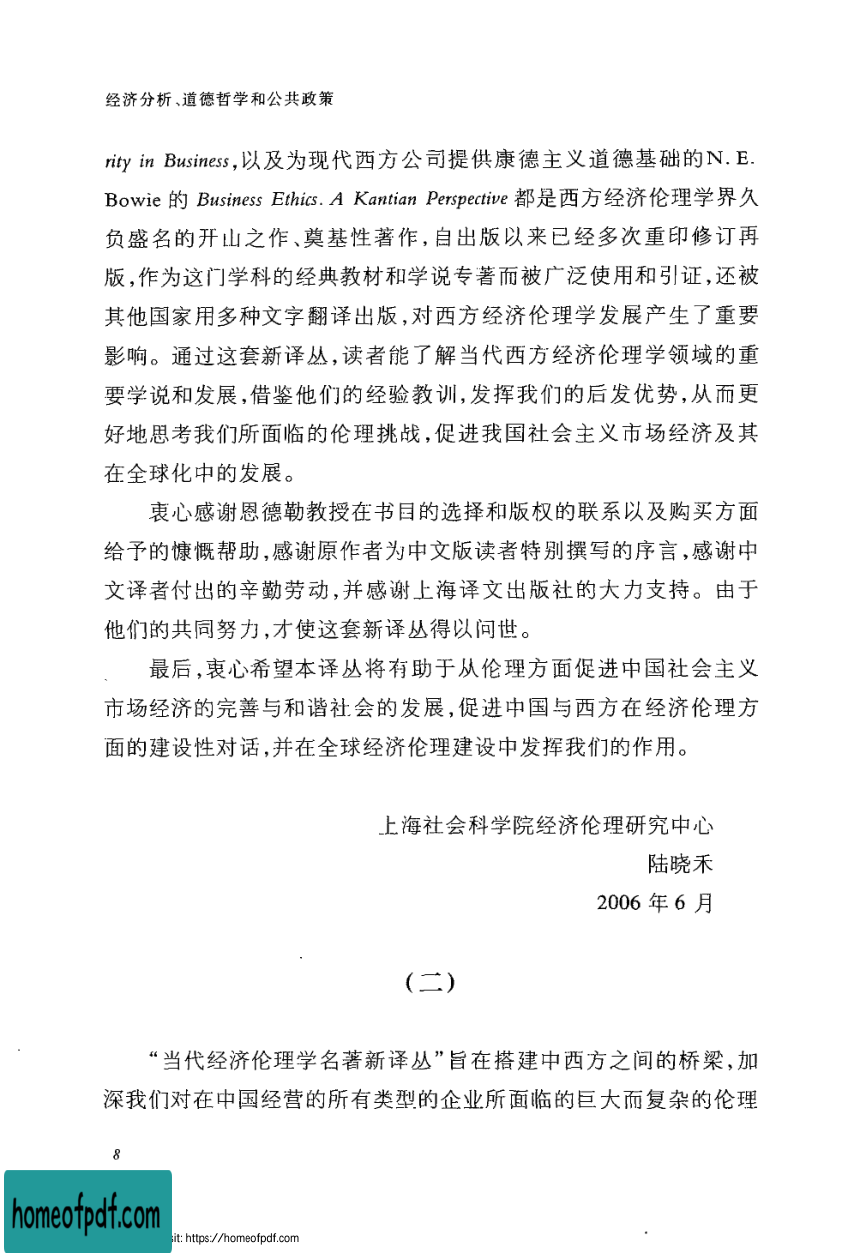 经济分析、道德哲学和公共政策
rity in Business,以及为现代西方公司提供康德主义道德基础的N. E.
Bowie 的 Business Ethics. A Kantian Perspective 都是西方经济伦理学界久
负盛名的开山之作、奠基性著作,自出版以来已经多次重印修订再
版,作为这门学科的经典教材和学说专著而被广泛使用和引证,还被
其他国家用多种文字翻译出版,对西方经济伦理学发展产生了重要
影响。通过这套新译丛,读者能了解当代西方经济伦理学领域的重
要学说和发展,借鉴他们的经验教训,发挥我们的后发优势,从而更
好地思考我们所面临的伦理挑战,促进我国社会主义市场经济及其
在全球化中的发展。
衷心感谢恩德勒教授在书目的选择和版权的联系以及购买方面
给予的慷慨帮助,感谢原作者为中文版读者特别撰写的序言,感谢中
文译者付出的辛勤劳动,并感谢上海译文出版社的大力支持。由于
他们的共同努力,才使这套新译丛得以问世。
最后,衷心希望本译丛将有助于从伦理方面促进中国社会主义
市场经济的完善与和谐社会的发展,促进中国与西方在经济伦理方
面的建设性对话,并在全球经济伦理建设中发挥我们的作用。
上海社会科学院经济伦理研究中心
陆晓禾
2006 年 6 月
(二)
“当代经济伦理学名著新译丛”旨在搭建中西方之间的桥梁,加
深我们对在中国经营的所有类型的企业所面临的巨大而复杂的伦理
8
homeofpdf.com
sit: https://homeofpdf.com